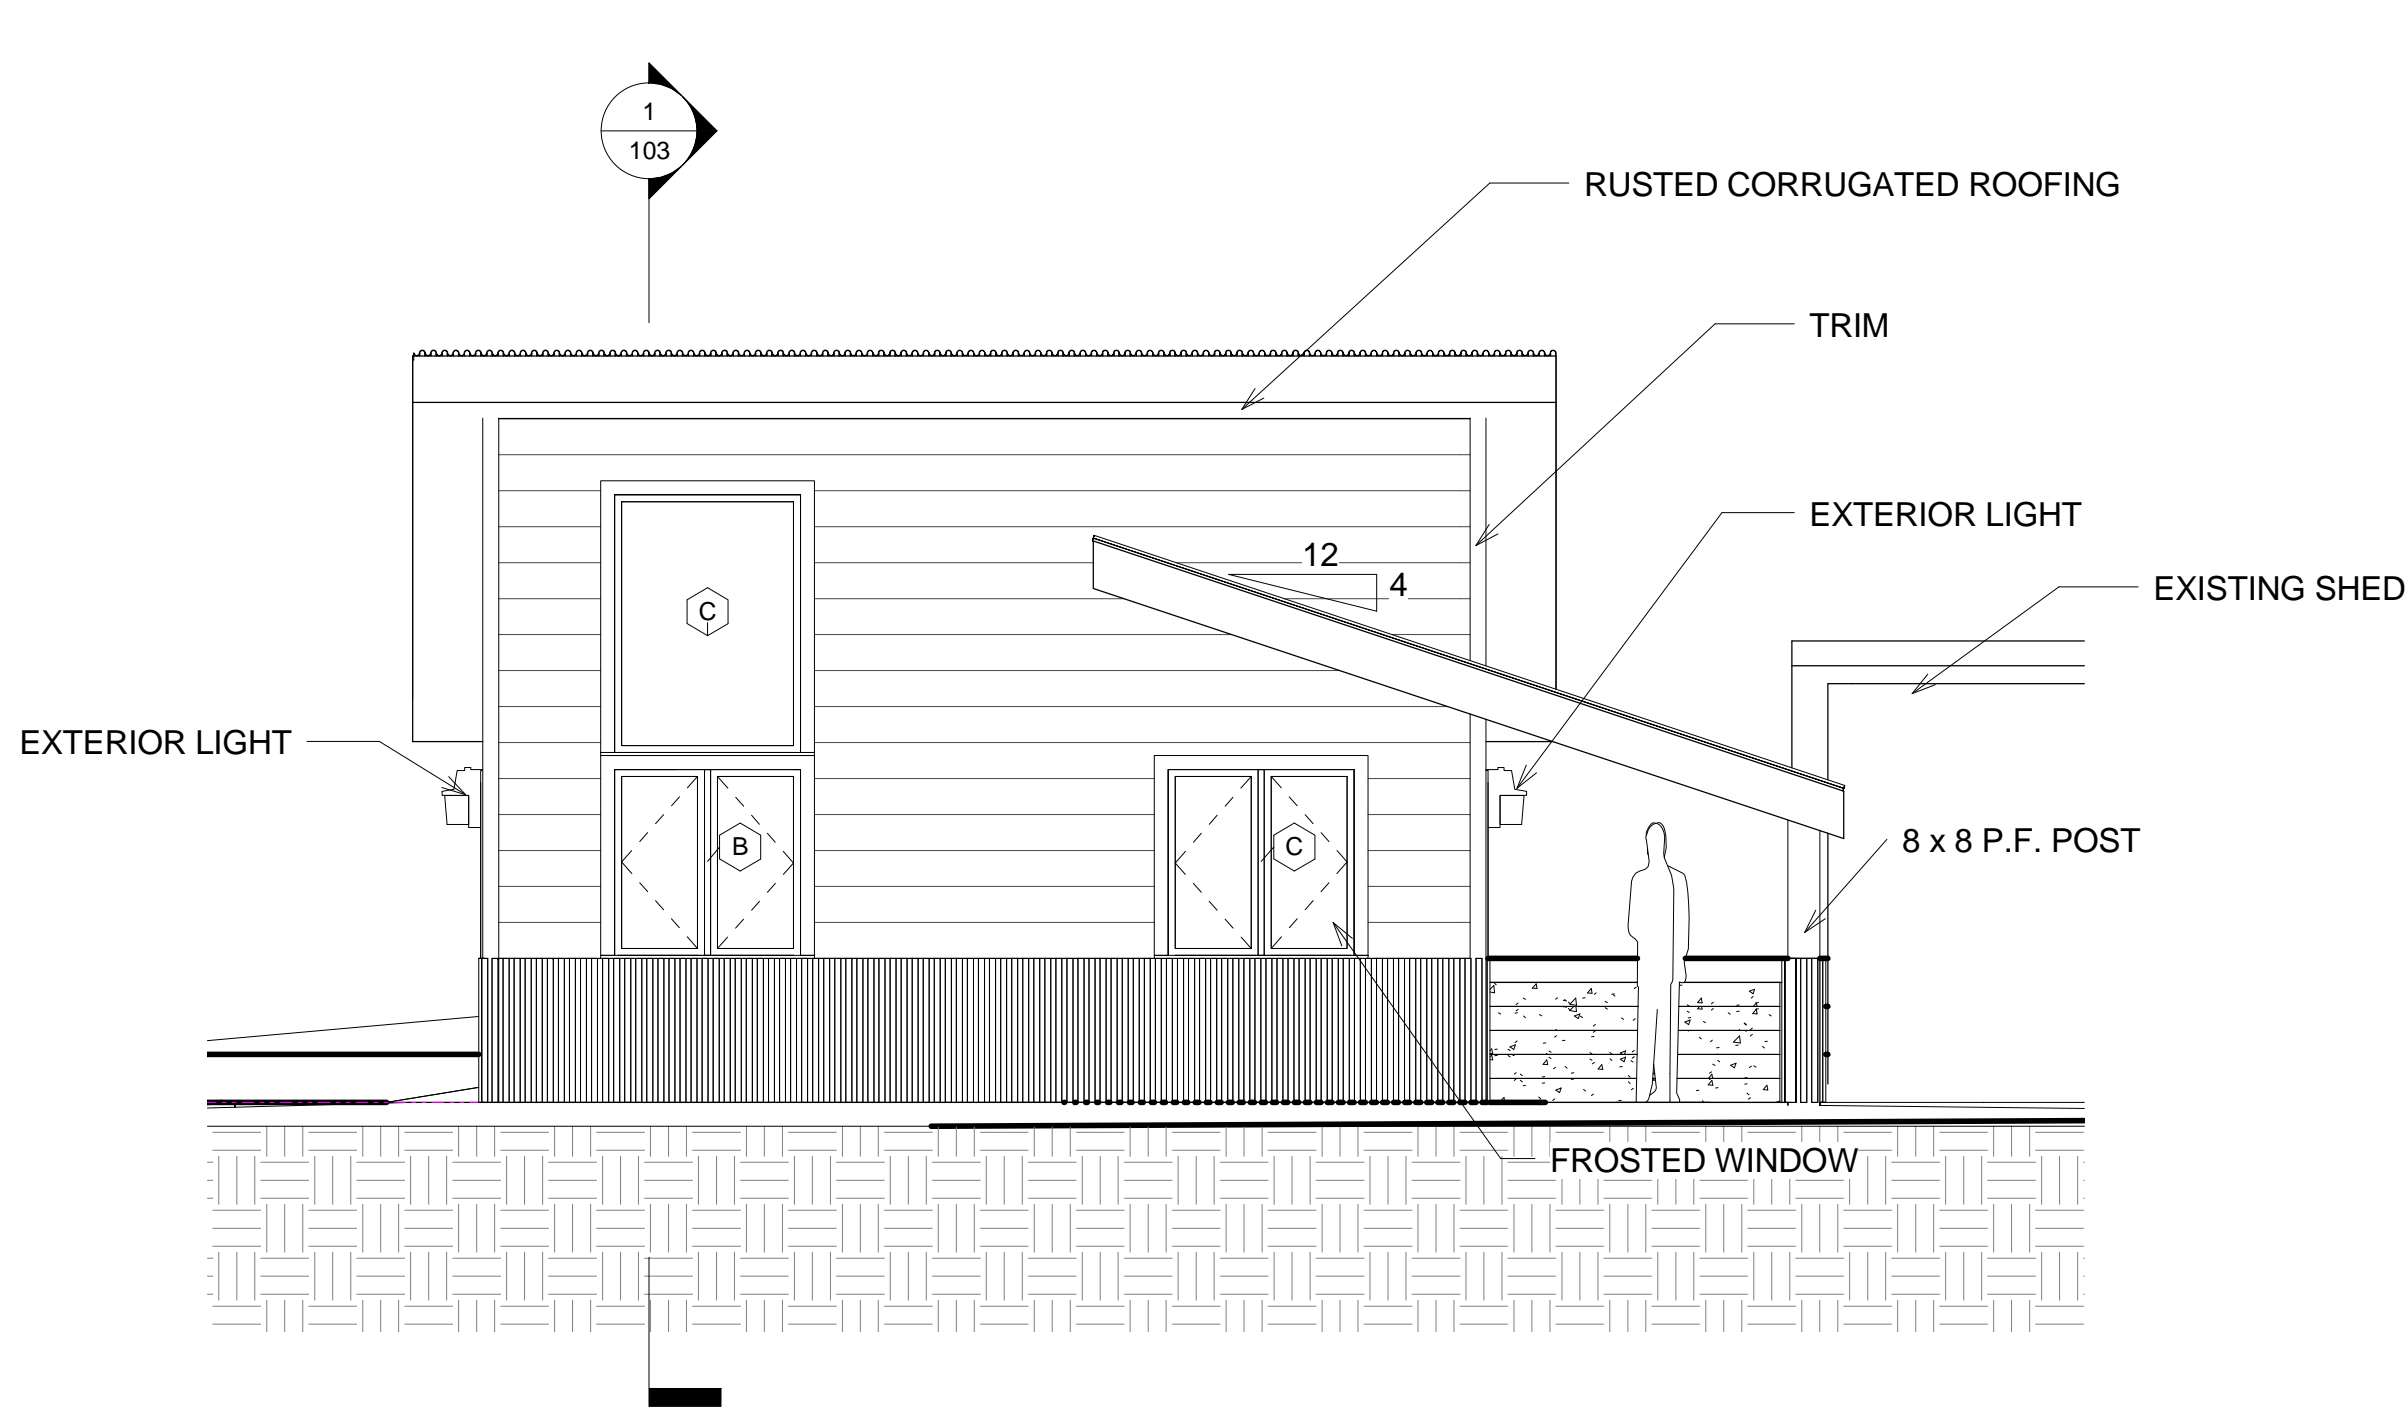 1
103
RUSTED CORRUGATED ROOFING
TRIM
EXTERIOR LIGHT
12
4
EXISTING SHED
C
EXTERIOR LIGHT
B
C
8 x 8 P.F. POST
FROSTED WINDOW